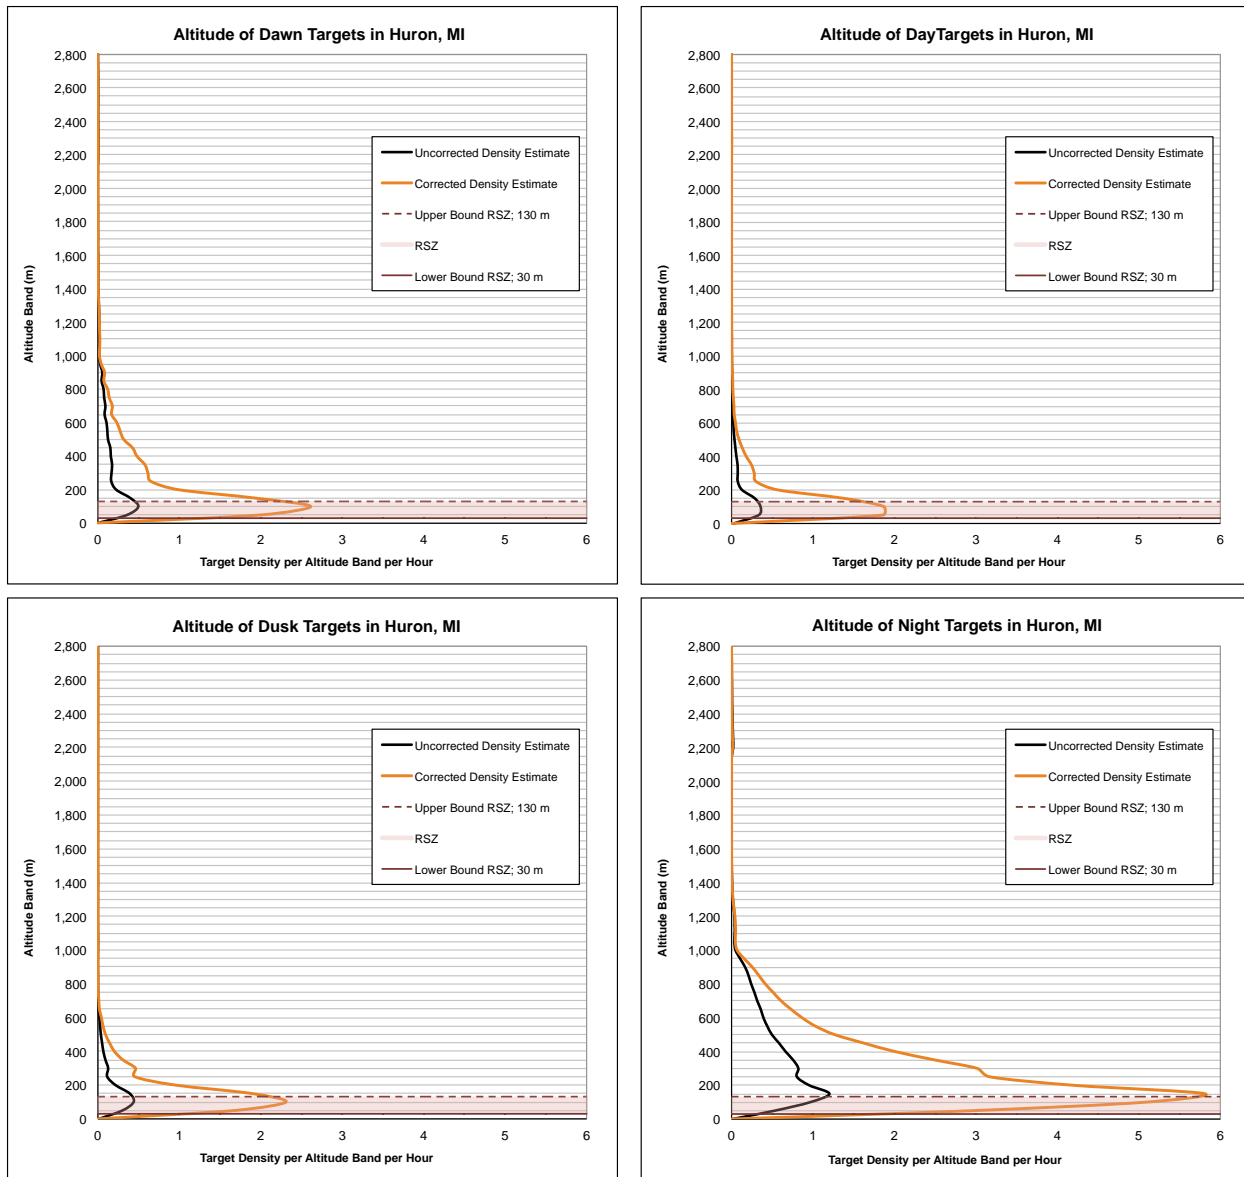 Altitude of Dawn Targets in Huron, MI
2,800
2,600
2,400
2,200
2,000
1,800
1,600
1,400
1,200
1,000
800
600
400
200
0
Altitude Band (m)
Uncorrected Density Estimate
Corrected Density Estimate
Upper Bound RSZ; 130 m
RSZ
Lower Bound RSZ; 30 m
0 1 2 3 4 5 6
Target Density per Altitude Band per Hour
Altitude of DayTargets in Huron, MI
2,800
2,600
2,400
2,200
2,000
1,800
1,600
1,400
1,200
1,000
800
600
400
200
0
Altitude Band (m)
Uncorrected Density Estimate
Corrected Density Estimate
Upper Bound RSZ; 130 m
RSZ
Lower Bound RSZ; 30 m
0 1 2 3 4 5 6
Target Density per Altitude Band per Hour
Altitude of Dusk Targets in Huron, MI
2,800
2,600
2,400
2,200
2,000
1,800
1,600
1,400
1,200
1,000
800
600
400
200
0
Altitude Band (m)
Uncorrected Density Estimate
Corrected Density Estimate
Upper Bound RSZ; 130 m
RSZ
Lower Bound RSZ; 30 m
0 1 2 3 4 5 6
Target Density per Altitude Band per Hour
Altitude of Night Targets in Huron, MI
2,800
2,600
2,400
2,200
2,000
1,800
1,600
1,400
1,200
1,000
800
600
400
200
0
Altitude Band (m)
Uncorrected Density Estimate
Corrected Density Estimate
Upper Bound RSZ; 130 m
RSZ
Lower Bound RSZ; 30 m
0 1 2 3 4 5 6
Target Density per Altitude Band per Hour